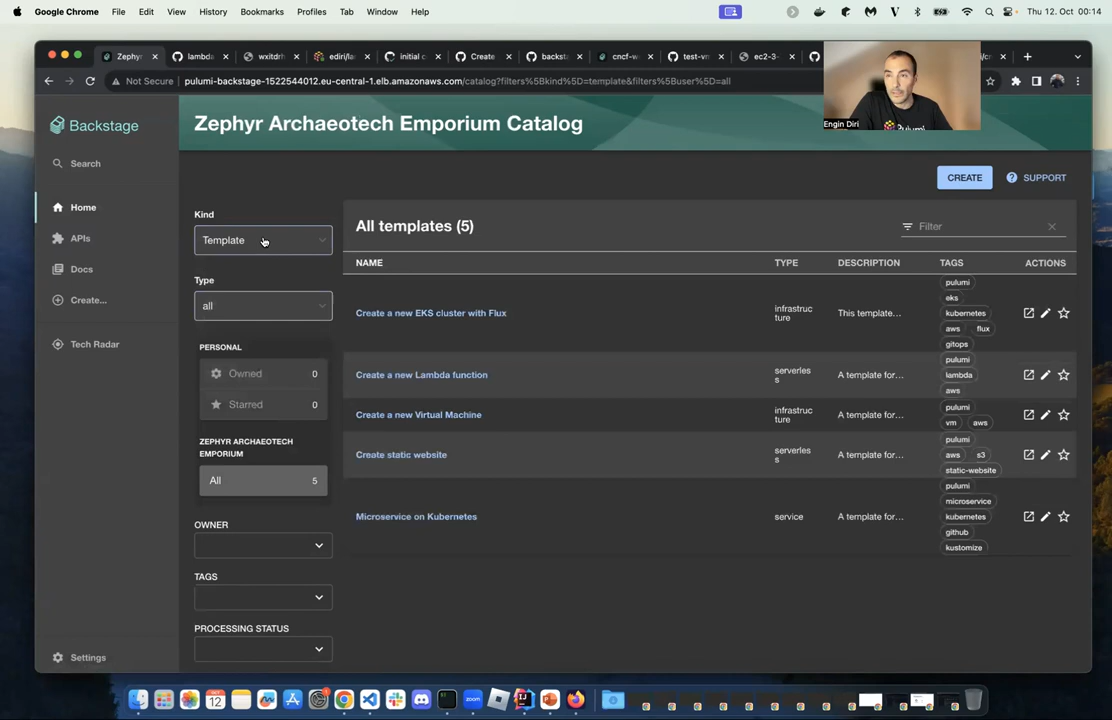 Google Chrome File Edit View History Bookmarks Profiles Tab Window Help
Thu 12. Oct 00:14
Zephyr
lambda
wxitdrh
ediri/la
initial c
Create
backsta
cncf-w
test-vm
ec2-3-
Not Secure
pulumi-backstage-1522544012.eu-central-1.elb.amazonaws.com/catalog?filters%5Bkind%5D=template&filters%5Buser%5D=all
Engin Diri
Pulumi
Backstage
Search
Home
APIs
Docs
Create...
Tech Radar
Settings
Zephyr Archaeotech Emporium Catalog
CREATE
SUPPORT
Kind
Template
Type
all
PERSONAL
Owned 0
Starred 0
ZEPHYR ARCHAEOTECH
EMPORIUM
All 5
OWNER
TAGS
PROCESSING STATUS
All templates (5)
Filter
NAME TYPE DESCRIPTION TAGS ACTIONS
Create a new EKS cluster with Flux
infrastruc
ture
This template...
pulumi
eks
kubernetes
aws flux
gitops
Create a new Lambda function
serverles
s
A template for...
pulumi
lambda
aws
Create a new Virtual Machine
infrastruc
ture
A template for...
pulumi
vm aws
Create static website
serverles
s
A template for...
pulumi
aws s3
static-website
Microservice on Kubernetes
service
A template for...
pulumi
microservice
kubernetes
github
kustomize